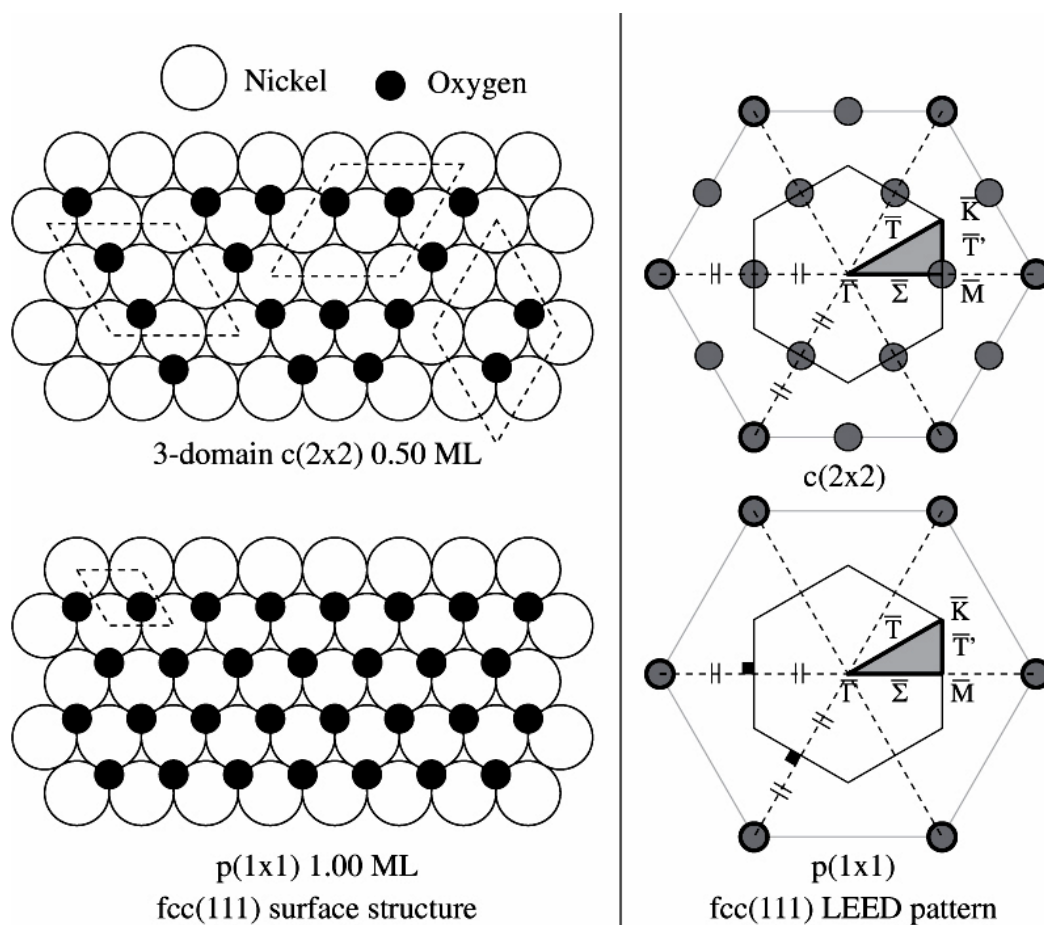 Nickel
Oxygen
3-domain c(2x2) 0.50 ML
p(1x1) 1.00 ML
fcc(111) surface structure
K̅
T̅
T̅'
Γ̅
Σ̅
M̅
c(2x2)
K̅
T̅
T̅'
Γ̅
Σ̅
M̅
p(1x1)
fcc(111) LEED pattern